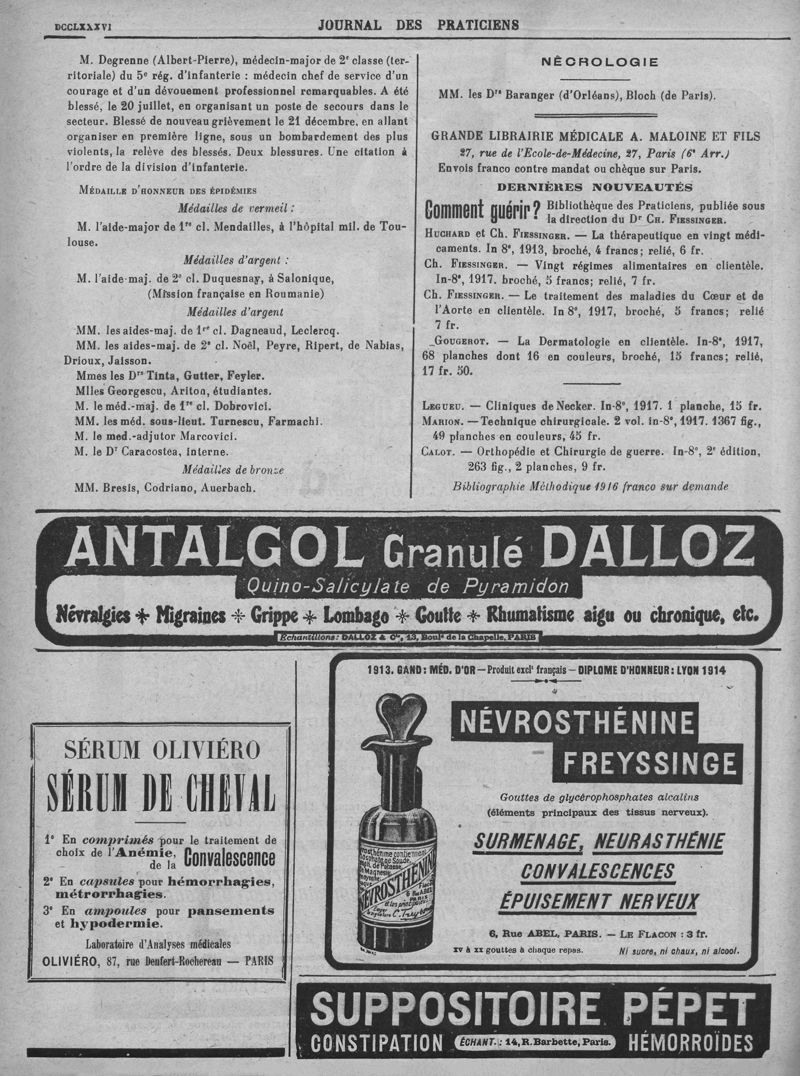 DCCLXXXVI
JOURNAL DES PRATICIENS
M. Degrenne (Albert-Pierre), médecin-major de 2e classe (ter-
ritoriale) du 5e rég. d'infanterie : médecin chef de service d'un
courage et d'un dévouement professionnel remarquables. A été
blessé, le 20 juillet, en organisant un poste de secours dans le
secteur. Blessé de nouveau grièvement le 21 décembre, en allant
organiser en première ligne, sous un bombardement des plus
violents, la relève des blessés. Deux blessures. Une citation à
l'ordre de la division d'infanterie.
MÉDAILLE D'HONNEUR DES ÉPIDÉMIES
Médailles de vermeil :
M. l'aide-major de 1re cl. Mendailles, à l'hôpital mil. de Tou-
louse.
Médailles d'argent :
M. l'aide-maj. de 2e cl. Duquesnay, à Salonique,
(Mission française en Roumanie)
Médailles d'argent
MM. les aides-maj. de 1re cl. Dagneaud, Leclercq.
MM. les aides-maj. de 2e cl. Noël, Peyre, Ripert, de Nabias,
Drioux, Jaisson.
Mmes les Drs Tinta, Gutter, Feyler.
Mlles Georgescu, Ariton, étudiantes.
M. le méd.-maj. de 1re cl. Dobrovici.
MM. les méd. sous-lieut. Turnescu, Farmachi.
M. le med.-adjutor Marcovici.
M. le Dr Caracostea, interne.
Médailles de bronze
MM. Bresis, Codriano, Auerbach.
NÉCROLOGIE
MM. les Drs Baranger (d'Orléans), Bloch (de Paris).
GRANDE LIBRAIRIE MÉDICALE A. MALOINE ET FILS
27, rue de l'Ecole-de-Médecine, 27, Paris (6e Arr.)
Envois franco contre mandat ou chèque sur Paris.
DERNIÈRES NOUVEAUTÉS
Comment guérir? Bibliothèque des Praticiens, publiée sous
la direction du Dr CH. FIESSINGER.
HUCHARD et Ch. FIESSINGER. — La thérapeutique en vingt médi-
caments. In 8°, 1913, broché, 4 francs; relié, 6 fr.
Ch. FIESSINGER. — Vingt régimes alimentaires en clientèle.
In-8°, 1917. broché, 5 francs; relié, 7 fr.
Ch. FIESSINGER. — Le traitement des maladies du Cœur et de
l'Aorte en clientèle. In 8°, 1917, broché, 5 francs; relié
7 fr.
GOUGEROT. — La Dermatologie en clientèle. In-8°, 1917,
68 planches dont 16 en couleurs, broché, 15 francs; relié,
17 fr. 50.
LEGUEU. — Cliniques de Necker. In-8°, 1917. 1 planche, 15 fr.
MARION. — Technique chirurgicale. 2 vol. in-8°, 1917. 1367 fig.,
49 planches en couleurs, 45 fr.
CALOT. — Orthopédie et Chirurgie de guerre. In-8°, 2e édition,
263 fig., 2 planches, 9 fr.
Bibliographie Méthodique 1916 franco sur demande
ANTALGOL Granulé DALLOZ
Quino-Salicylate de Pyramidon
Névralgies * Migraines * Grippe * Lombago * Goutte * Rhumatisme aigu ou chronique, etc.
Échantillons: DALLOZ & Cie, 13, Bould de la Chapelle, PARIS
SÉRUM OLIVIÉRO
SÉRUM DE CHEVAL
1° En comprimés pour le traitement de
choix de l'Anémie,
de la Convalescence
2° En capsules pour hémorrhagies,
métrorrhagies.
3° En ampoules pour pansements
et hypodermie.
Laboratoire d'Analyses médicales
OLIVIÉRO, 87, rue Denfert-Rochereau — PARIS
1913. GAND: MÉD. D'OR — Produit exclt français — DIPLOME D'HONNEUR: LYON 1914
NÉVROSTHÉNINE
FREYSSINGE
Gouttes de glycérophosphates alcalins
(éléments principaux des tissus nerveux).
SURMENAGE, NEURASTHÉNIE
CONVALESCENCES
ÉPUISEMENT NERVEUX
6, Rue ABEL, PARIS. — LE FLACON : 3 fr.
XV à XX gouttes à chaque repas. Ni sucre, ni chaux, ni alcool.
NÉVROSTHÉNINE
SUPPOSITOIRE PÉPET
CONSTIPATION ÉCHANT.: 14, R. Barbette, Paris. HÉMORROÏDES